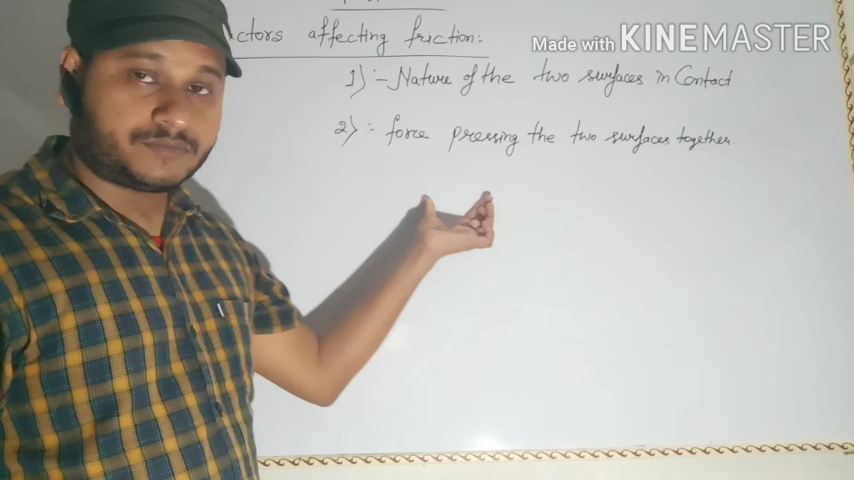 Made with KINEMASTER
ctors affecting friction:
1) :- Nature of the two surfaces in Contact
2) :- force pressing the two surfaces together